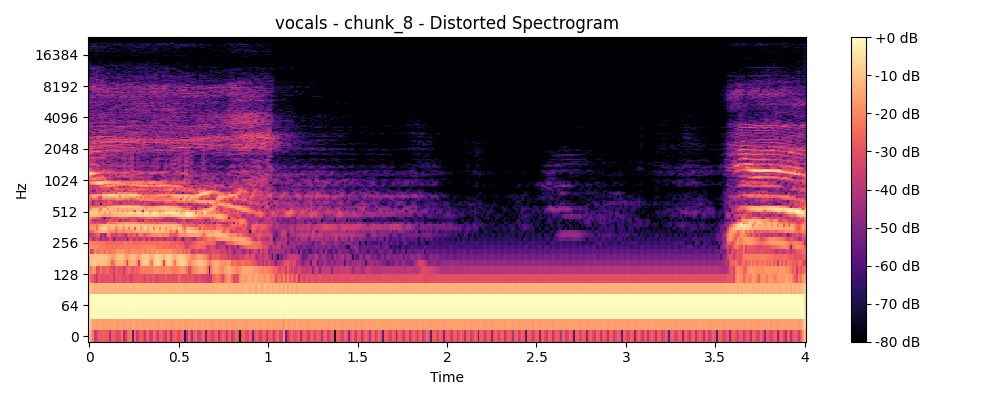 vocals - chunk_8 - Distorted Spectrogram
16384
8192
4096
2048
1024
512
256
128
64
0
Hz
0
0.5
1
1.5
2
2.5
3
3.5
4
Time
+0 dB
-10 dB
-20 dB
-30 dB
-40 dB
-50 dB
-60 dB
-70 dB
-80 dB